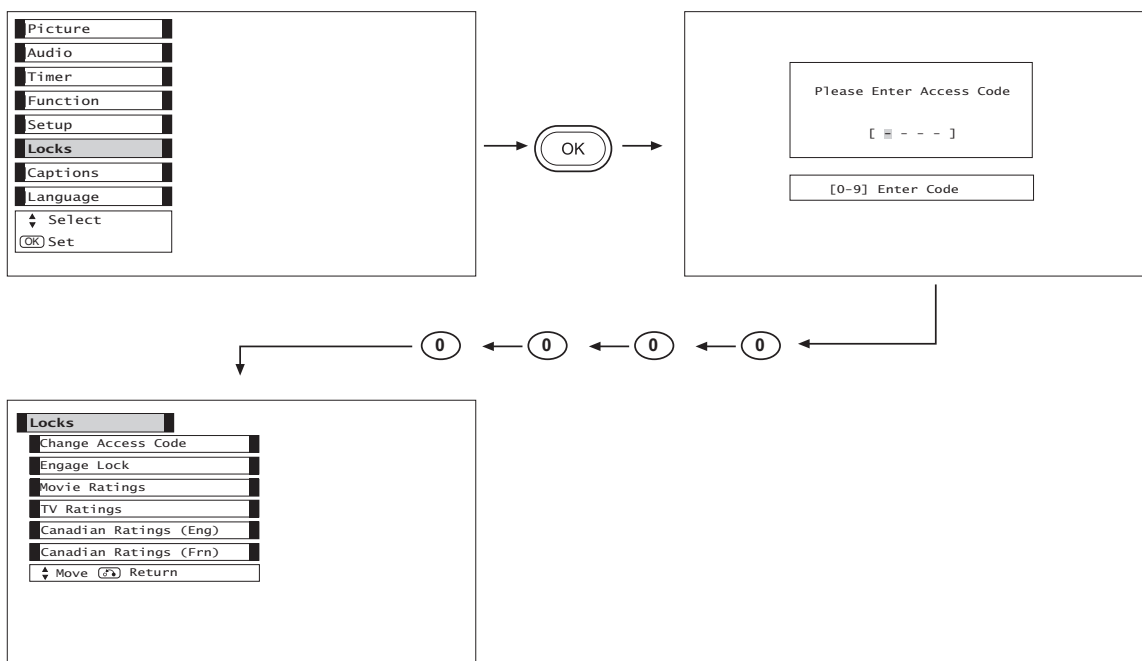 Picture
Audio
Timer
Function
Setup
Locks
Captions
Language
Select
OK Set
OK
Please Enter Access Code
[ - - - - ]
[0-9] Enter Code
0 0 0 0
Locks
Change Access Code
Engage Lock
Movie Ratings
TV Ratings
Canadian Ratings (Eng)
Canadian Ratings (Frn)
Move Return